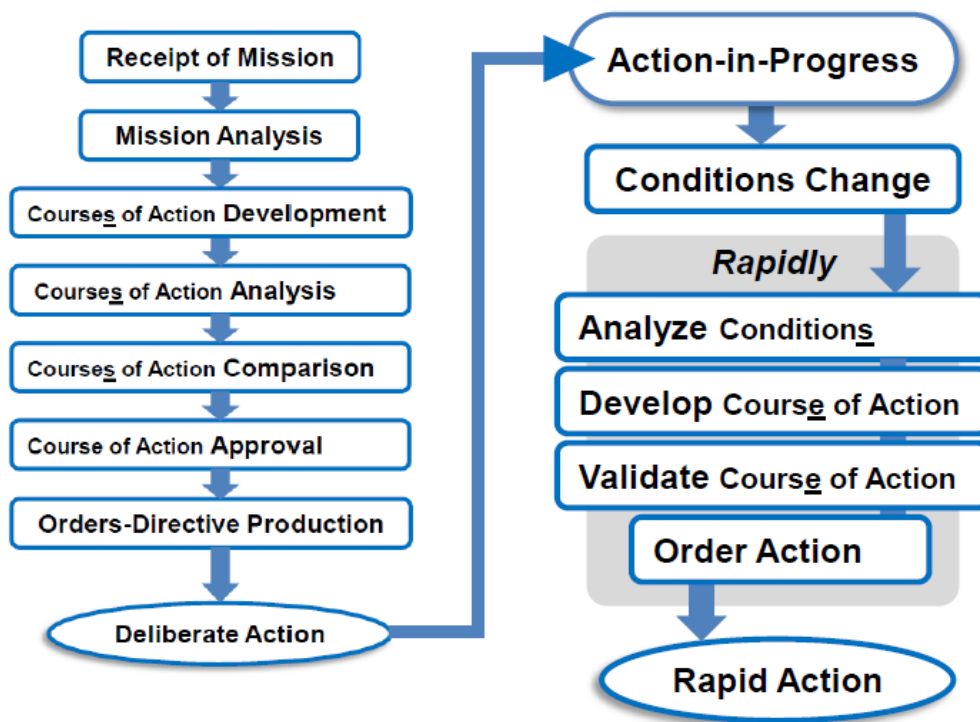 Receipt of Mission
Mission Analysis
Courses of Action Development
Courses of Action Analysis
Courses of Action Comparison
Course of Action Approval
Orders-Directive Production
Deliberate Action
Action-in-Progress
Conditions Change
Rapidly
Analyze Conditions
Develop Course of Action
Validate Course of Action
Order Action
Rapid Action